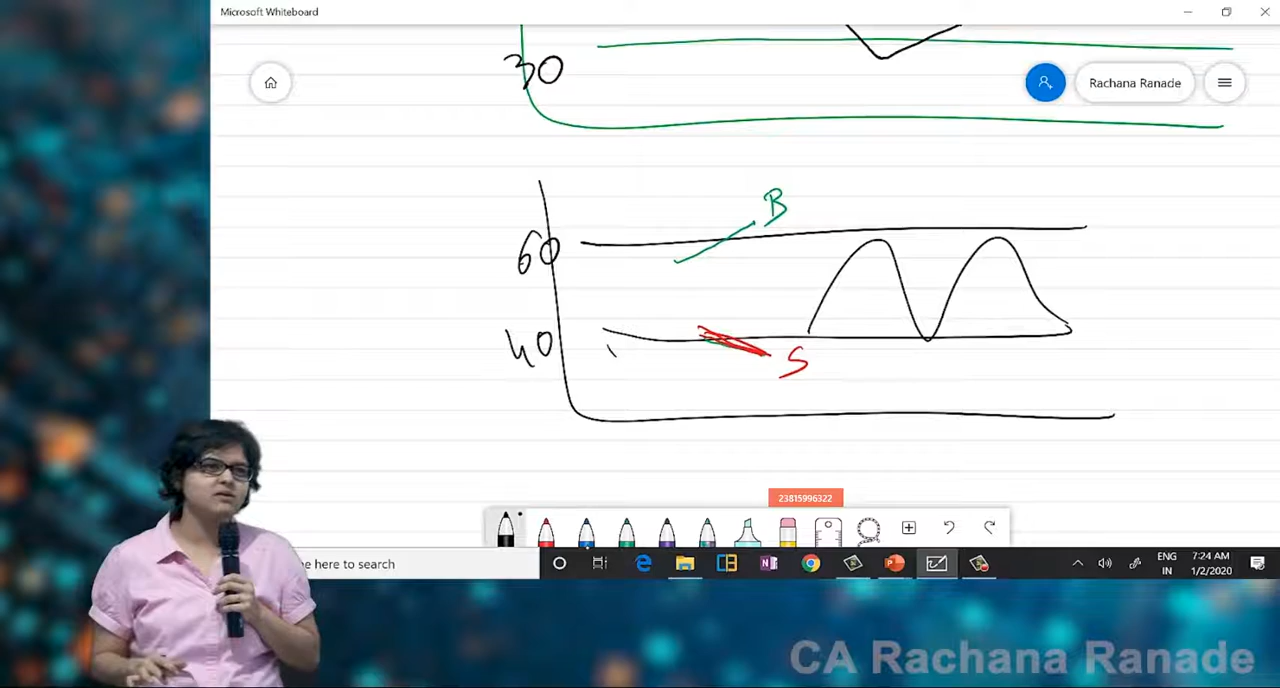 Microsoft Whiteboard
30
Rachana Ranade
B
60
40
S
23815996322
e here to search
ENG
IN
7:24 AM
1/2/2020
CA Rachana Ranade